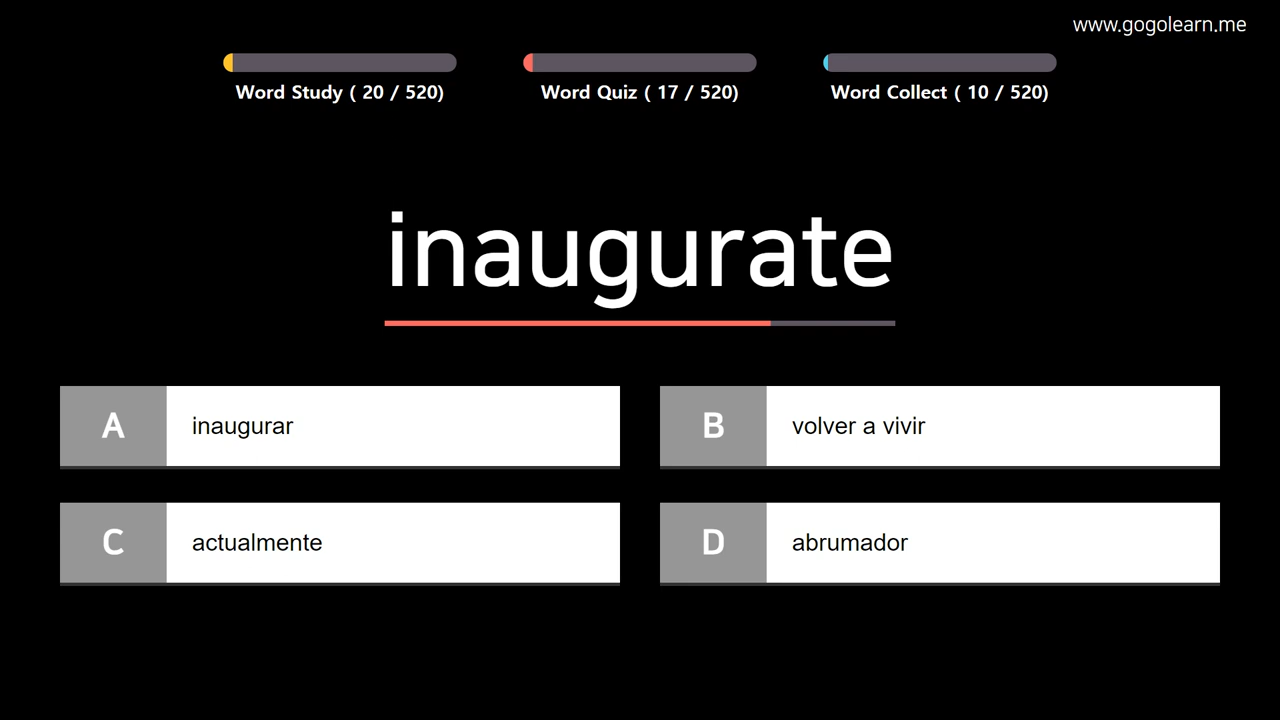 www.gogolearn.me
Word Study ( 20 / 520)
Word Quiz ( 17 / 520)
Word Collect ( 10 / 520)
inaugurate
A inaugurar
B volver a vivir
C actualmente
D abrumador